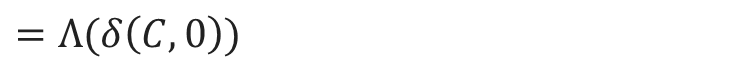 = Λ(δ(C, 0))